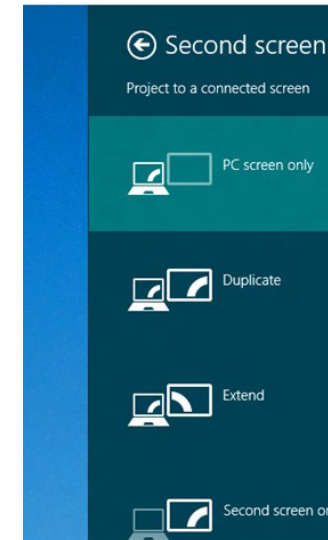 Second screen
Project to a connected screen
PC screen only
Duplicate
Extend
Second screen